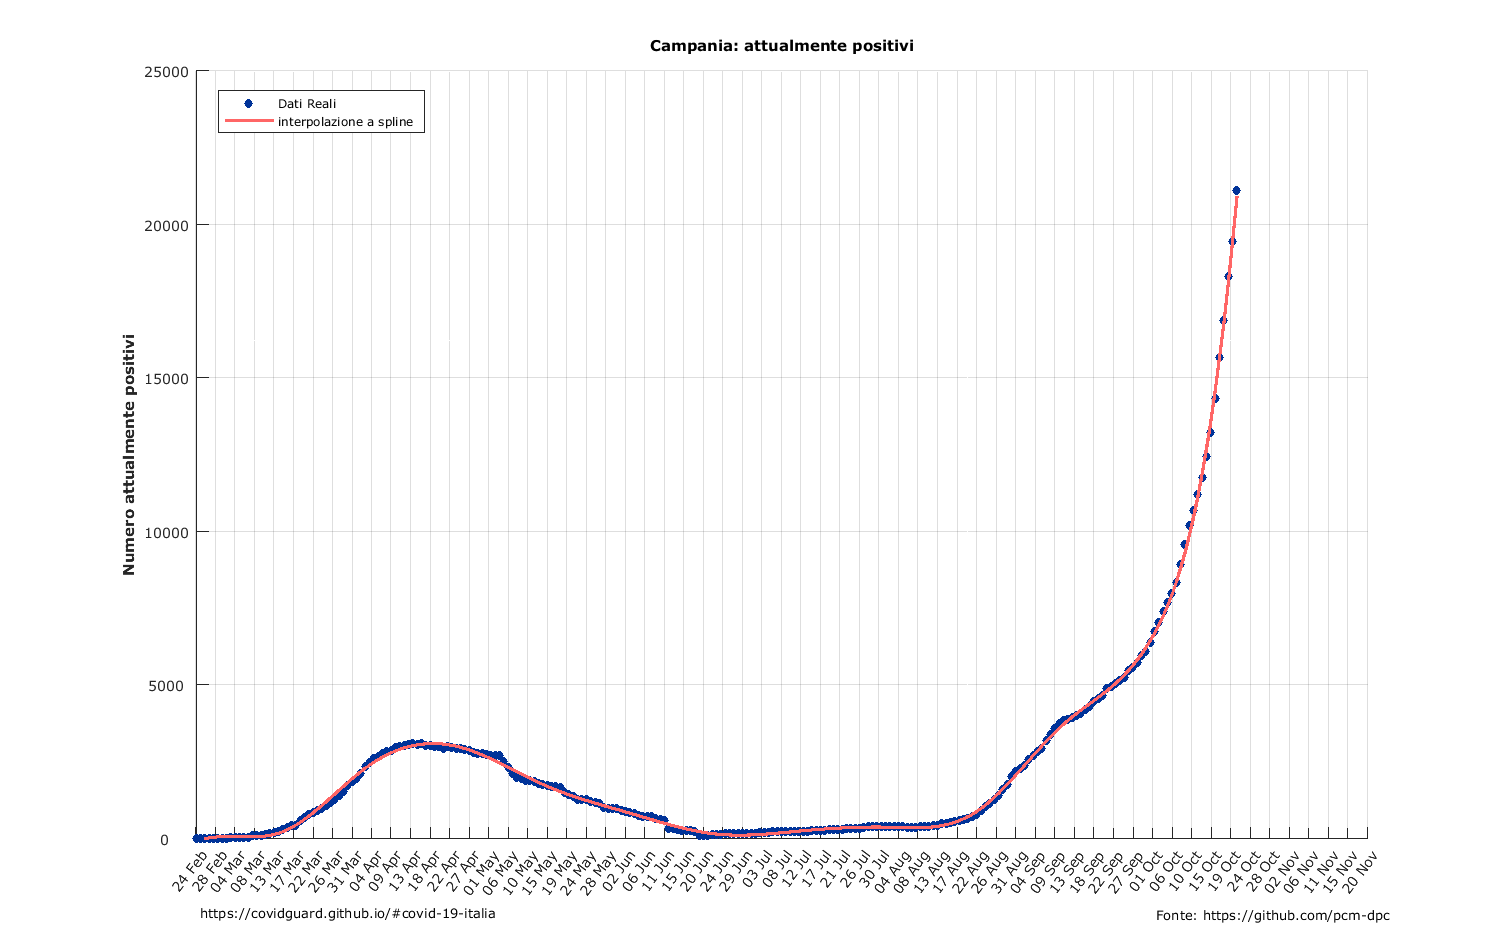 Campania: attualmente positivi
25000
20000
15000
10000
5000
0
Numero attualmente positivi
Dati Reali
interpolazione a spline
24 Feb
28 Feb
04 Mar
08 Mar
13 Mar
17 Mar
22 Mar
26 Mar
31 Mar
04 Apr
09 Apr
13 Apr
18 Apr
22 Apr
27 Apr
01 May
06 May
10 May
15 May
19 May
24 May
28 May
02 Jun
06 Jun
11 Jun
15 Jun
20 Jun
24 Jun
29 Jun
03 Jul
08 Jul
12 Jul
17 Jul
21 Jul
26 Jul
30 Jul
04 Aug
08 Aug
13 Aug
17 Aug
22 Aug
26 Aug
31 Aug
04 Sep
09 Sep
13 Sep
18 Sep
22 Sep
27 Sep
01 Oct
06 Oct
10 Oct
15 Oct
19 Oct
24 Oct
28 Oct
02 Nov
06 Nov
11 Nov
15 Nov
20 Nov
https://covidguard.github.io/#covid-19-italia
Fonte: https://github.com/pcm-dpc